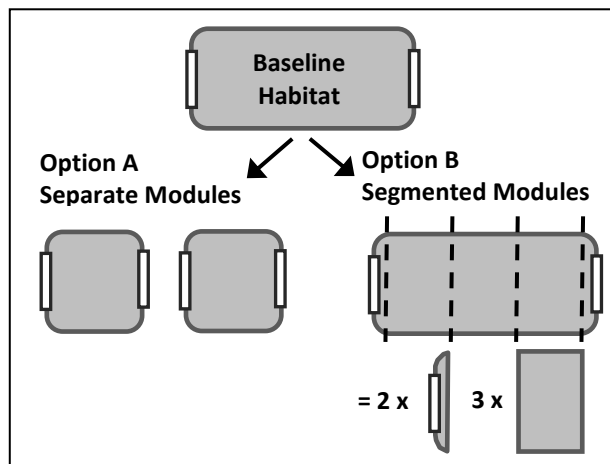 Baseline
Habitat
Option A
Separate Modules
Option B
Segmented Modules
= 2 x
3 x